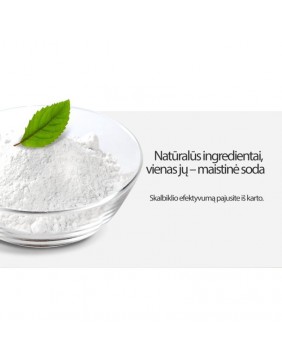 Natūralūs ingredientai,
vienas jų – maistinė soda
Skalbiklio efektyvumą pajusite iš karto.